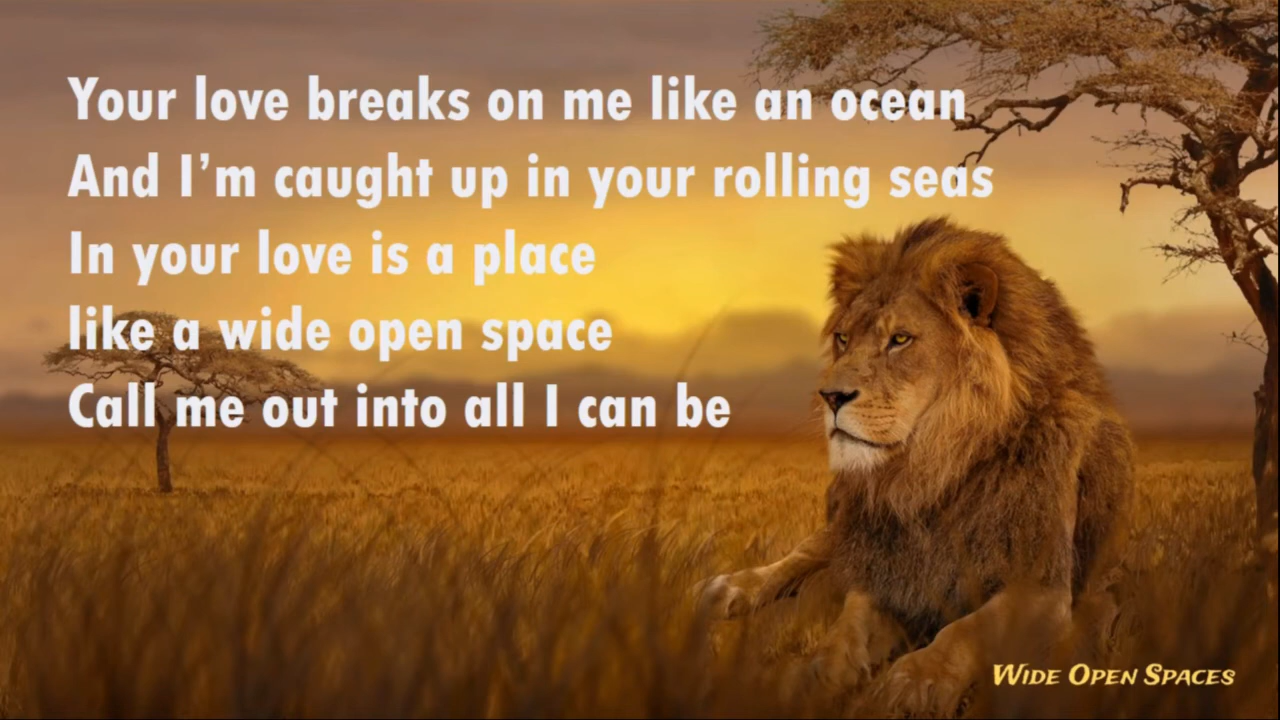 Your love breaks on me like an ocean
And I’m caught up in your rolling seas
In your love is a place
like a wide open space
Call me out into all I can be
Wide Open Spaces